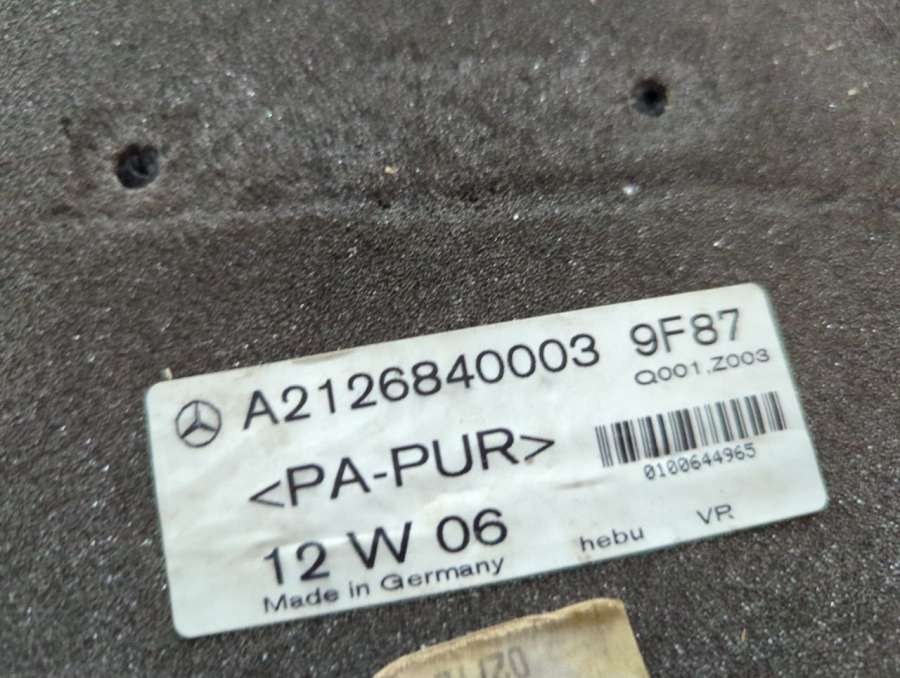 A2126840003 9F87
Q001.Z003
<PA-PUR>
0100644965
12 W 06
hebu VR
Made in Germany